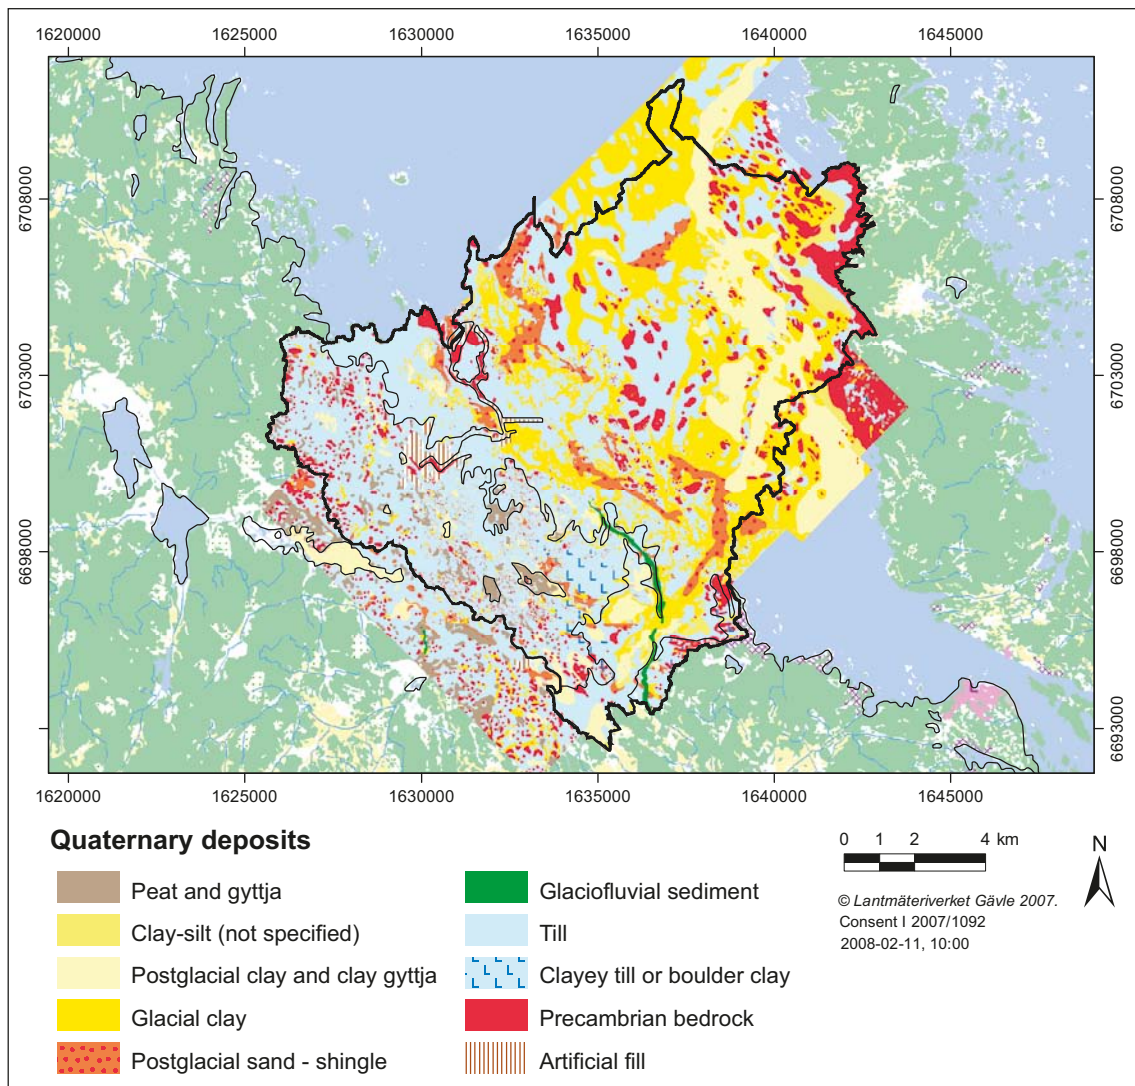 1620000 1625000 1630000 1635000 1640000 1645000
6708000 6708000
6703000 6703000
6698000 6698000
6693000
1620000 1625000 1630000 1635000 1640000 1645000
Quaternary deposits
Peat and gyttja
Clay-silt (not specified)
Postglacial clay and clay gyttja
Glacial clay
Postglacial sand - shingle
Glaciofluvial sediment
Till
Clayey till or boulder clay
Precambrian bedrock
Artificial fill
0 1 2 4 km
N
© Lantmäteriverket Gävle 2007.
Consent I 2007/1092
2008-02-11, 10:00